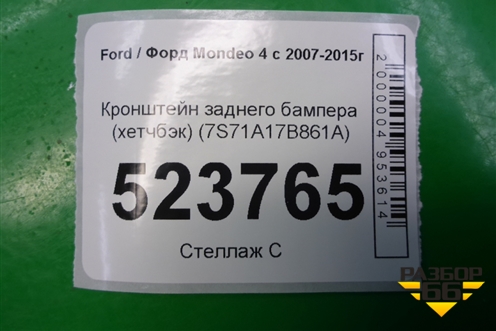 Ford / Форд Mondeo 4 с 2007-2015г
Кронштейн заднего бампера
(хетчбэк) (7S71A17B861A)
523765
Стеллаж С
2000004953614
РАЗБОР
66